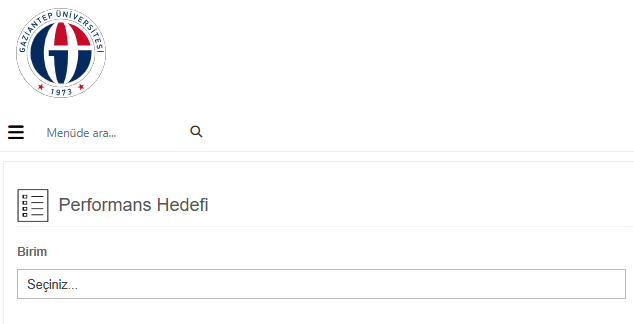 GAZİANTEP ÜNİVERSİTESİ
1973
Menüde ara...
Performans Hedefi
Birim
Seçiniz...